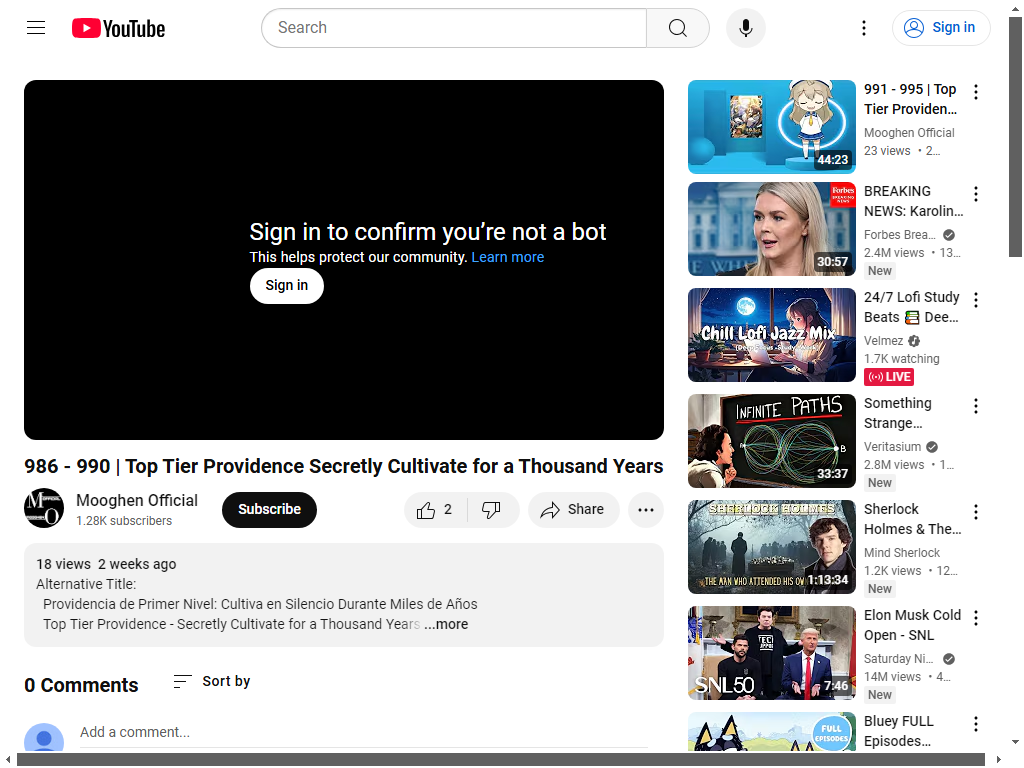 YouTube
Search
Sign in
Sign in to confirm you’re not a bot
This helps protect our community. Learn more
Sign in
986 - 990 | Top Tier Providence Secretly Cultivate for a Thousand Years
Mooghen Official
1.28K subscribers
Subscribe
2
Share
18 views 2 weeks ago
Alternative Title:
Providencia de Primer Nivel: Cultiva en Silencio Durante Miles de Años
Top Tier Providence - Secretly Cultivate for a Thousand Years ...more
0 Comments
Sort by
Add a comment...
44:23
991 - 995 | Top
Tier Providen...
Mooghen Official
23 views • 2...
Forbes
BREAKING NEWS
30:57
BREAKING
NEWS: Karolin...
Forbes Brea...
2.4M views • 13...
New
Chill Lofi Jazz Mix
24/7 Lofi Study
Beats 📚 Dee...
Velmez
1.7K watching
LIVE
INFINITE PATHS
A
B
33:37
Something
Strange...
Veritasium
2.8M views • 1...
New
SHERLOCK HOLMES
THE MAN WHO ATTENDED HIS OW
1:13:34
Sherlock
Holmes & The...
Mind Sherlock
1.2K views • 12...
New
SNL50
7:46
Elon Musk Cold
Open - SNL
Saturday Ni...
14M views • 4...
New
FULL
EPISODES
Bluey FULL
Episodes...